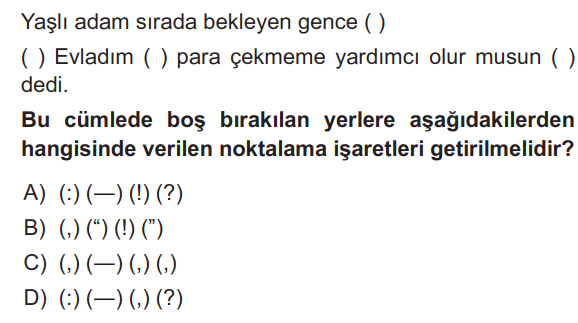 Yaşlı adam sırada bekleyen gence ( )
( ) Evladım ( ) para çekmeme yardımcı olur musun ( )
dedi.
Bu cümlede boş bırakılan yerlere aşağıdakilerden
hangisinde verilen noktalama işaretleri getirilmelidir?
A) (:) (—) (!) (?)
B) (,) (“) (!) (”)
C) (,) (—) (,) (,)
D) (:) (—) (,) (?)